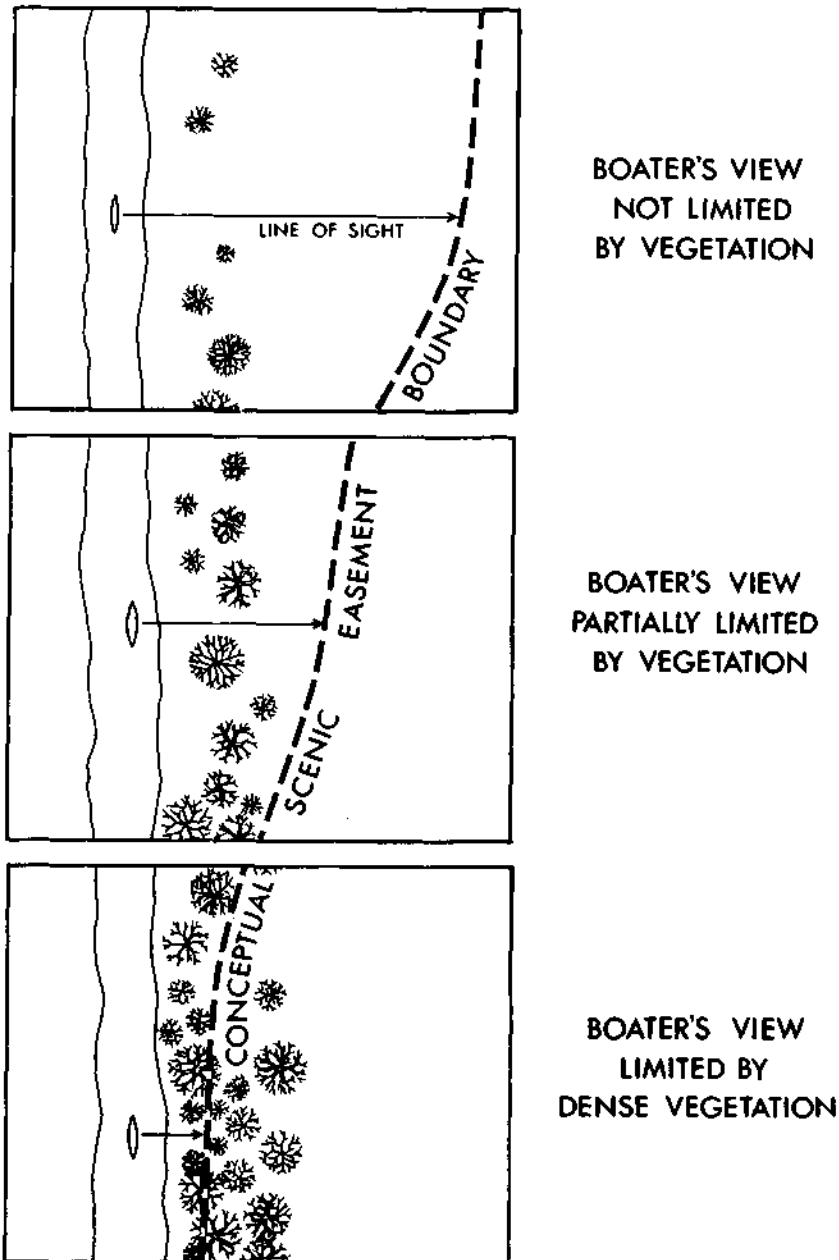 BOATER'S VIEW
NOT LIMITED
BY VEGETATION
LINE OF SIGHT
BOUNDARY
BOATER'S VIEW
PARTIALLY LIMITED
BY VEGETATION
EASEMENT
SCENIC
CONCEPTUAL
BOATER'S VIEW
LIMITED BY
DENSE VEGETATION